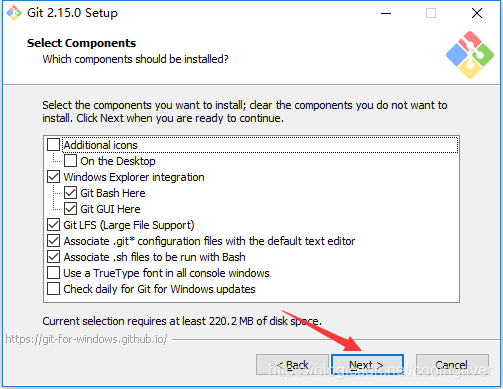 Git 2.15.0 Setup
Select Components
Which components should be installed?
Select the components you want to install; clear the components you do not want to
install. Click Next when you are ready to continue.
Additional icons
On the Desktop
Windows Explorer integration
Git Bash Here
Git GUI Here
Git LFS (Large File Support)
Associate .git* configuration files with the default text editor
Associate .sh files to be run with Bash
Use a TrueType font in all console windows
Check daily for Git for Windows updates
Current selection requires at least 220.2 MB of disk space.
https://git-for-windows.github.io/
< Back
Next >
Cancel
https://blog.csdn.net/codingriver